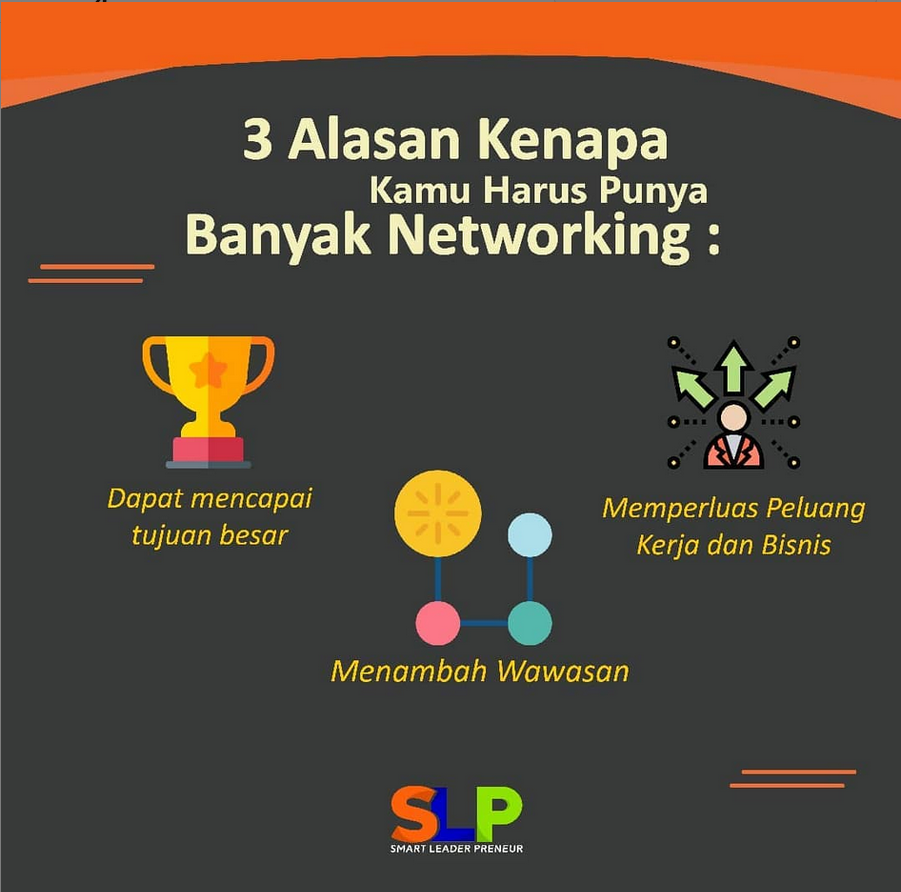 3 Alasan Kenapa
Kamu Harus Punya
Banyak Networking :
Dapat mencapai
tujuan besar
Menambah Wawasan
Memperluas Peluang
Kerja dan Bisnis
SLP
SMART LEADER PRENEUR